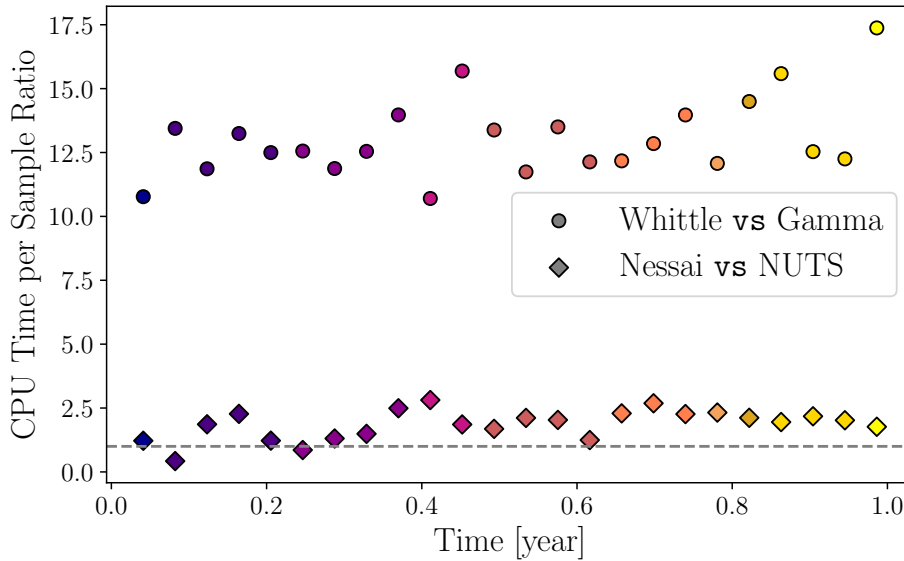 17.5
15.0
12.5
10.0
7.5
5.0
2.5
0.0
CPU Time per Sample Ratio
Whittle vs Gamma
Nessai vs NUTS
0.0 0.2 0.4 0.6 0.8 1.0
Time [year]